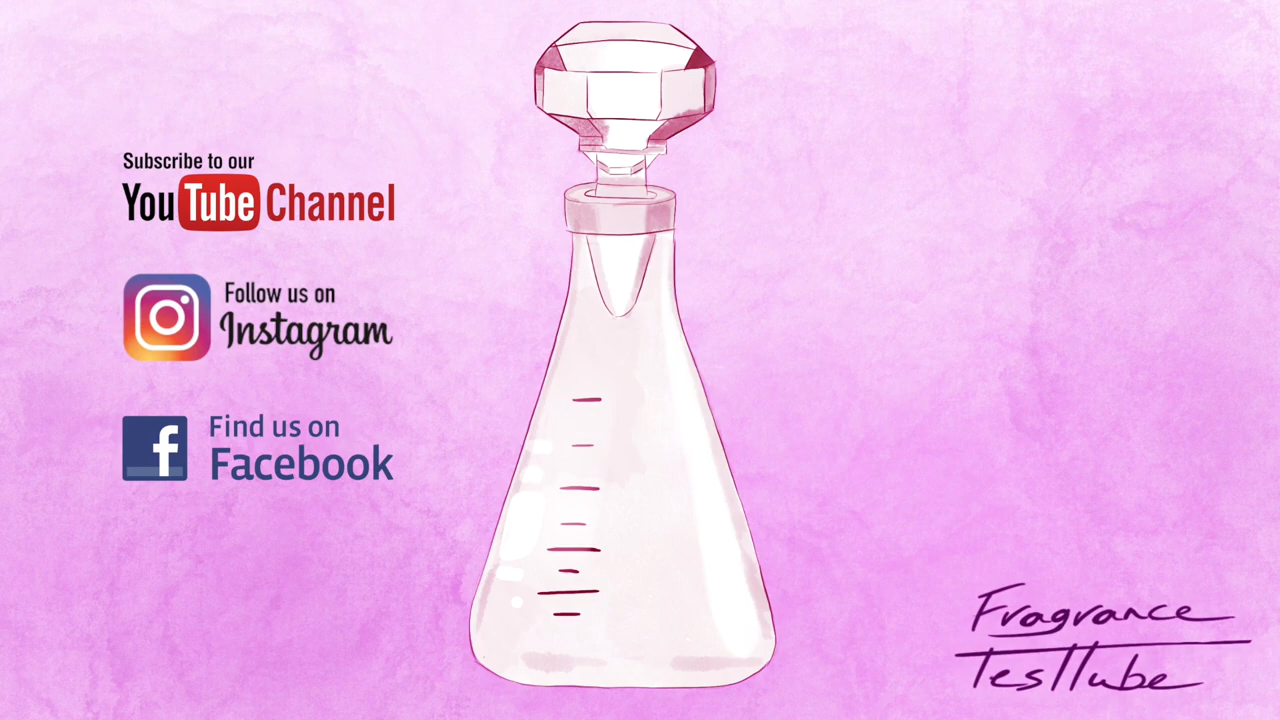 Subscribe to our
YouTube Channel
Follow us on
Instagram
f
Find us on
Facebook
Fragrance
TestTube